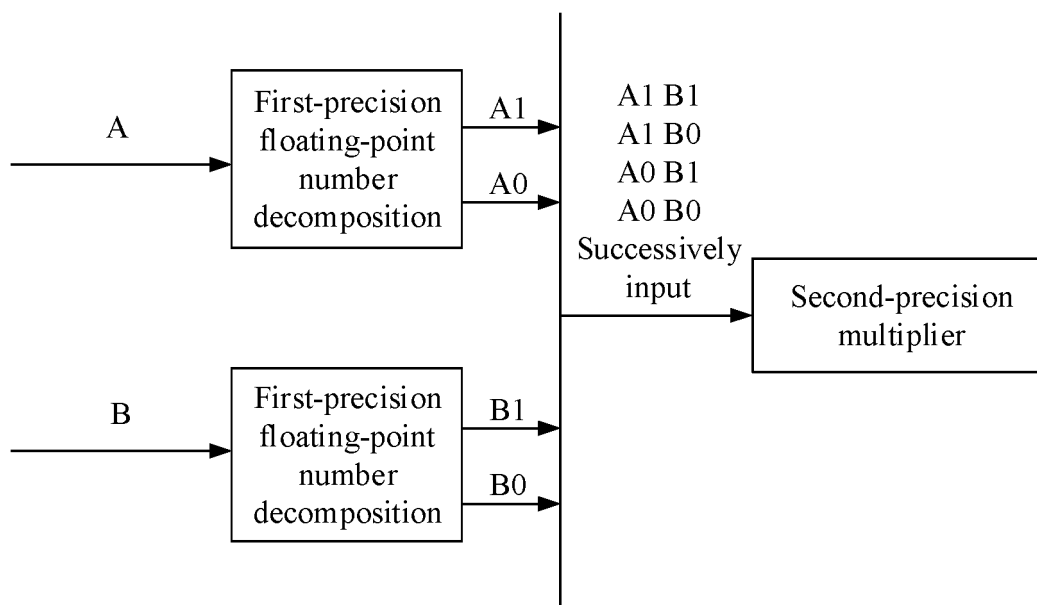 A
First-precision
floating-point
number
decomposition
A1
A0
A1 B1
A1 B0
A0 B1
A0 B0
Successively
input
Second-precision
multiplier
B
First-precision
floating-point
number
decomposition
B1
B0